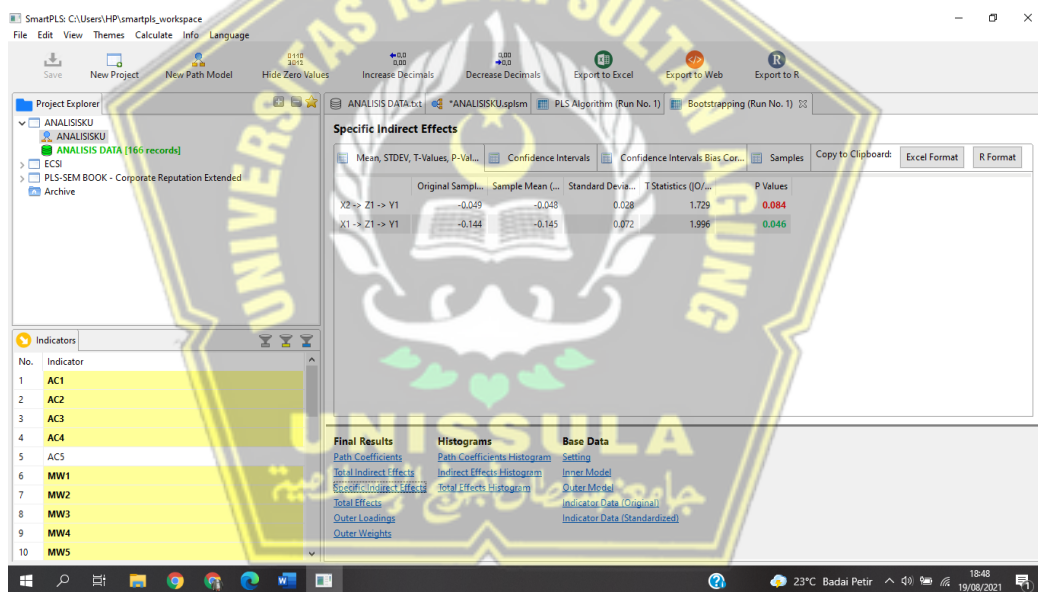 SmartPLS: C:\Users\HP\smartpls_workspace
File Edit View Themes Calculate Info Language
Save New Project New Path Model Hide Zero Values Increase Decimals Decrease Decimals Export to Excel Export to Web Export to R
Project Explorer
ANALISISKU
ANALISISKU
ANALISIS DATA [166 records]
ECSI
PLS-SEM BOOK - Corporate Reputation Extended
Archive
ANALISIS DATA.txt *ANALISISKU.splsm PLS Algorithm (Run No. 1) Bootstrapping (Run No. 1)
Specific Indirect Effects
Mean, STDEV, T-Values, P-Val... Confidence Intervals Confidence Intervals Bias Cor... Samples Copy to Clipboard: Excel Format R Format
Original Sampl... Sample Mean (... Standard Devia... T Statistics (|O/... P Values
X2 -> Z1 -> Y1 -0.049 -0.048 0.028 1.729 0.084
X1 -> Z1 -> Y1 -0.144 -0.145 0.072 1.996 0.046
Indicators
No. Indicator
1 AC1
2 AC2
3 AC3
4 AC4
5 AC5
6 MW1
7 MW2
8 MW3
9 MW4
10 MW5
Final Results Histograms Base Data
Path Coefficients Path Coefficients Histogram Setting
Total Indirect Effects Indirect Effects Histogram Inner Model
Specific Indirect Effects Total Effects Histogram Outer Model
Total Effects Indicator Data (Original)
Outer Loadings Indicator Data (Standardized)
Outer Weights
UNIVERSITAS ISLAM SULTAN AGUNG
UNISSULA
23°C Badai Petir 18:48
19/08/2021